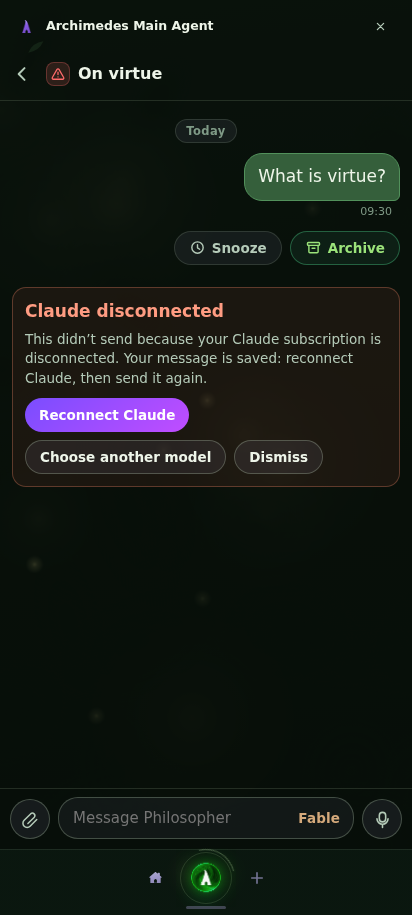 Archimedes Main Agent
On virtue
Today
What is virtue?
09:30
Snooze
Archive
Claude disconnected
This didn’t send because your Claude subscription is
disconnected. Your message is saved: reconnect
Claude, then send it again.
Reconnect Claude
Choose another model
Dismiss
Message Philosopher
Fable